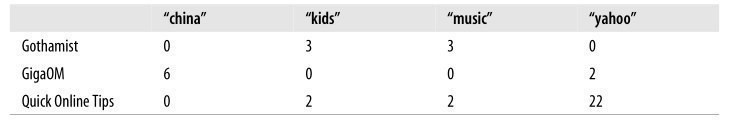 “china” “kids” “music” “yahoo”
Gothamist 0 3 3 0
GigaOM 6 0 0 2
Quick Online Tips 0 2 2 22